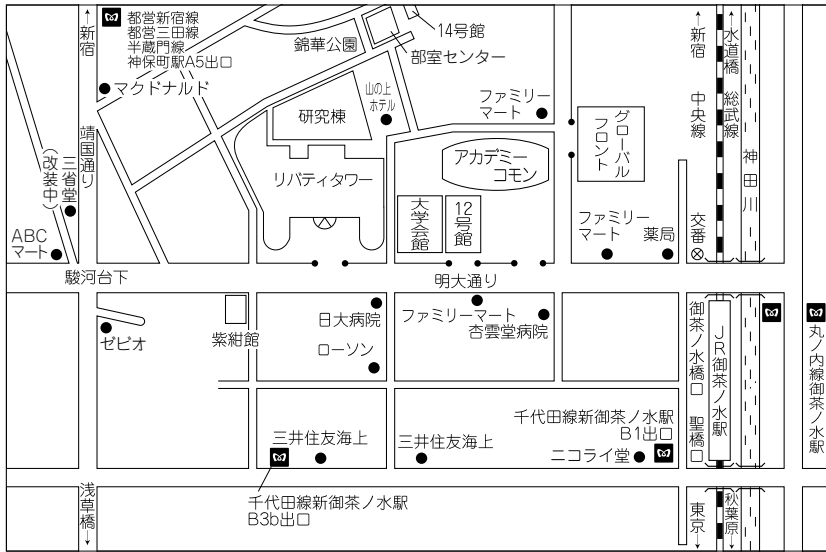 新宿
都営新宿線
都営三田線
半蔵門線
神保町駅A5出口
マクドナルド
靖国通り
三省堂
(改装中)
ABC
マート
駿河台下
錦華公園
14号館
部室センター
研究棟
山の上
ホテル
リバティタワー
ファミリー
マート
アカデミー
コモン
グローバル
フロント
大学会館
12号館
ファミリー
マート
薬局
交番
新宿
中央線
水道橋
総武線
神田川
明大通り
ゼビオ
紫紺館
日大病院
ローソン
ファミリーマート
杏雲堂病院
御茶ノ水橋口
聖橋口
JR御茶ノ水駅
丸ノ内線御茶ノ水駅
三井住友海上
三井住友海上
千代田線新御茶ノ水駅
B1出口
ニコライ堂
千代田線新御茶ノ水駅
B3b出口
浅草橋
東京
秋葉原